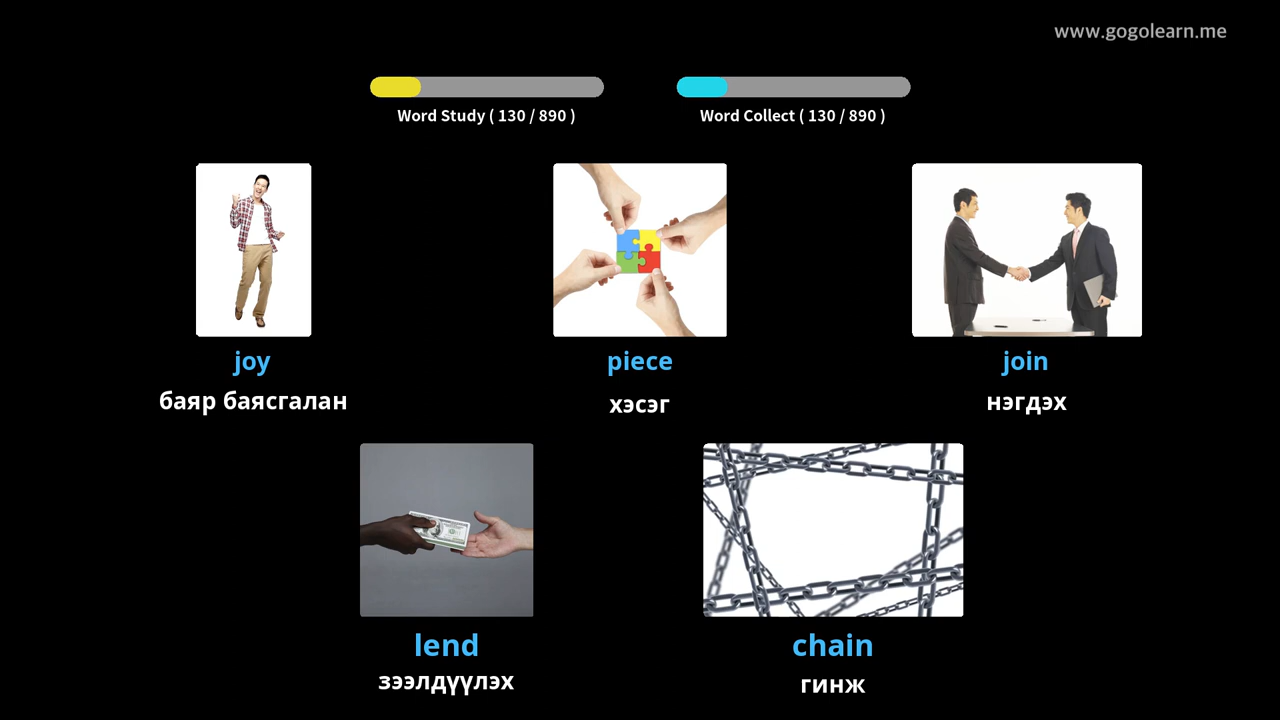 www.gogolearn.me
Word Study ( 130 / 890 )
Word Collect ( 130 / 890 )
joy
баяр баясгалан
piece
хэсэг
join
нэгдэх
lend
зээлдүүлэх
chain
гинж